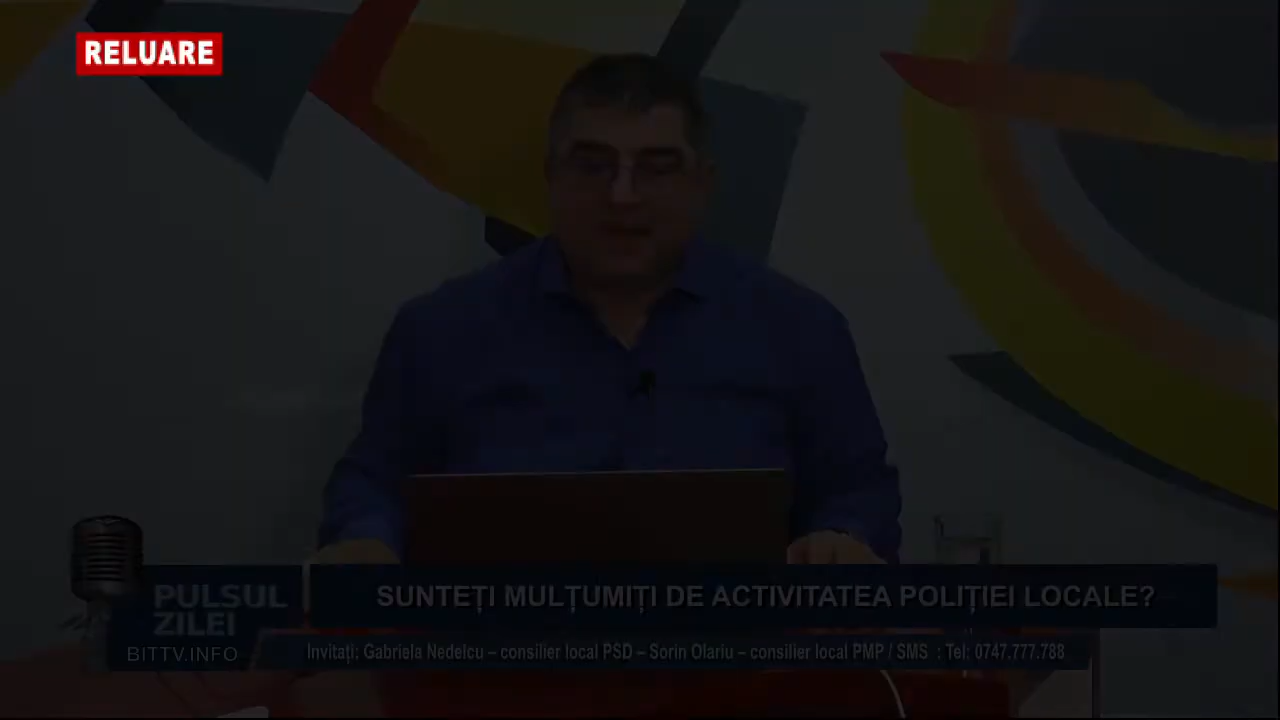 RELUARE
PULSUL
ZILEI
SUNTEȚI MULȚUMIȚI DE ACTIVITATEA POLIȚIEI LOCALE?
BITTV.INFO
Invitați: Gabriela Nedelcu – consilier local PSD – Sorin Olariu – consilier local PMP / SMS : Tel: 0747.777.788